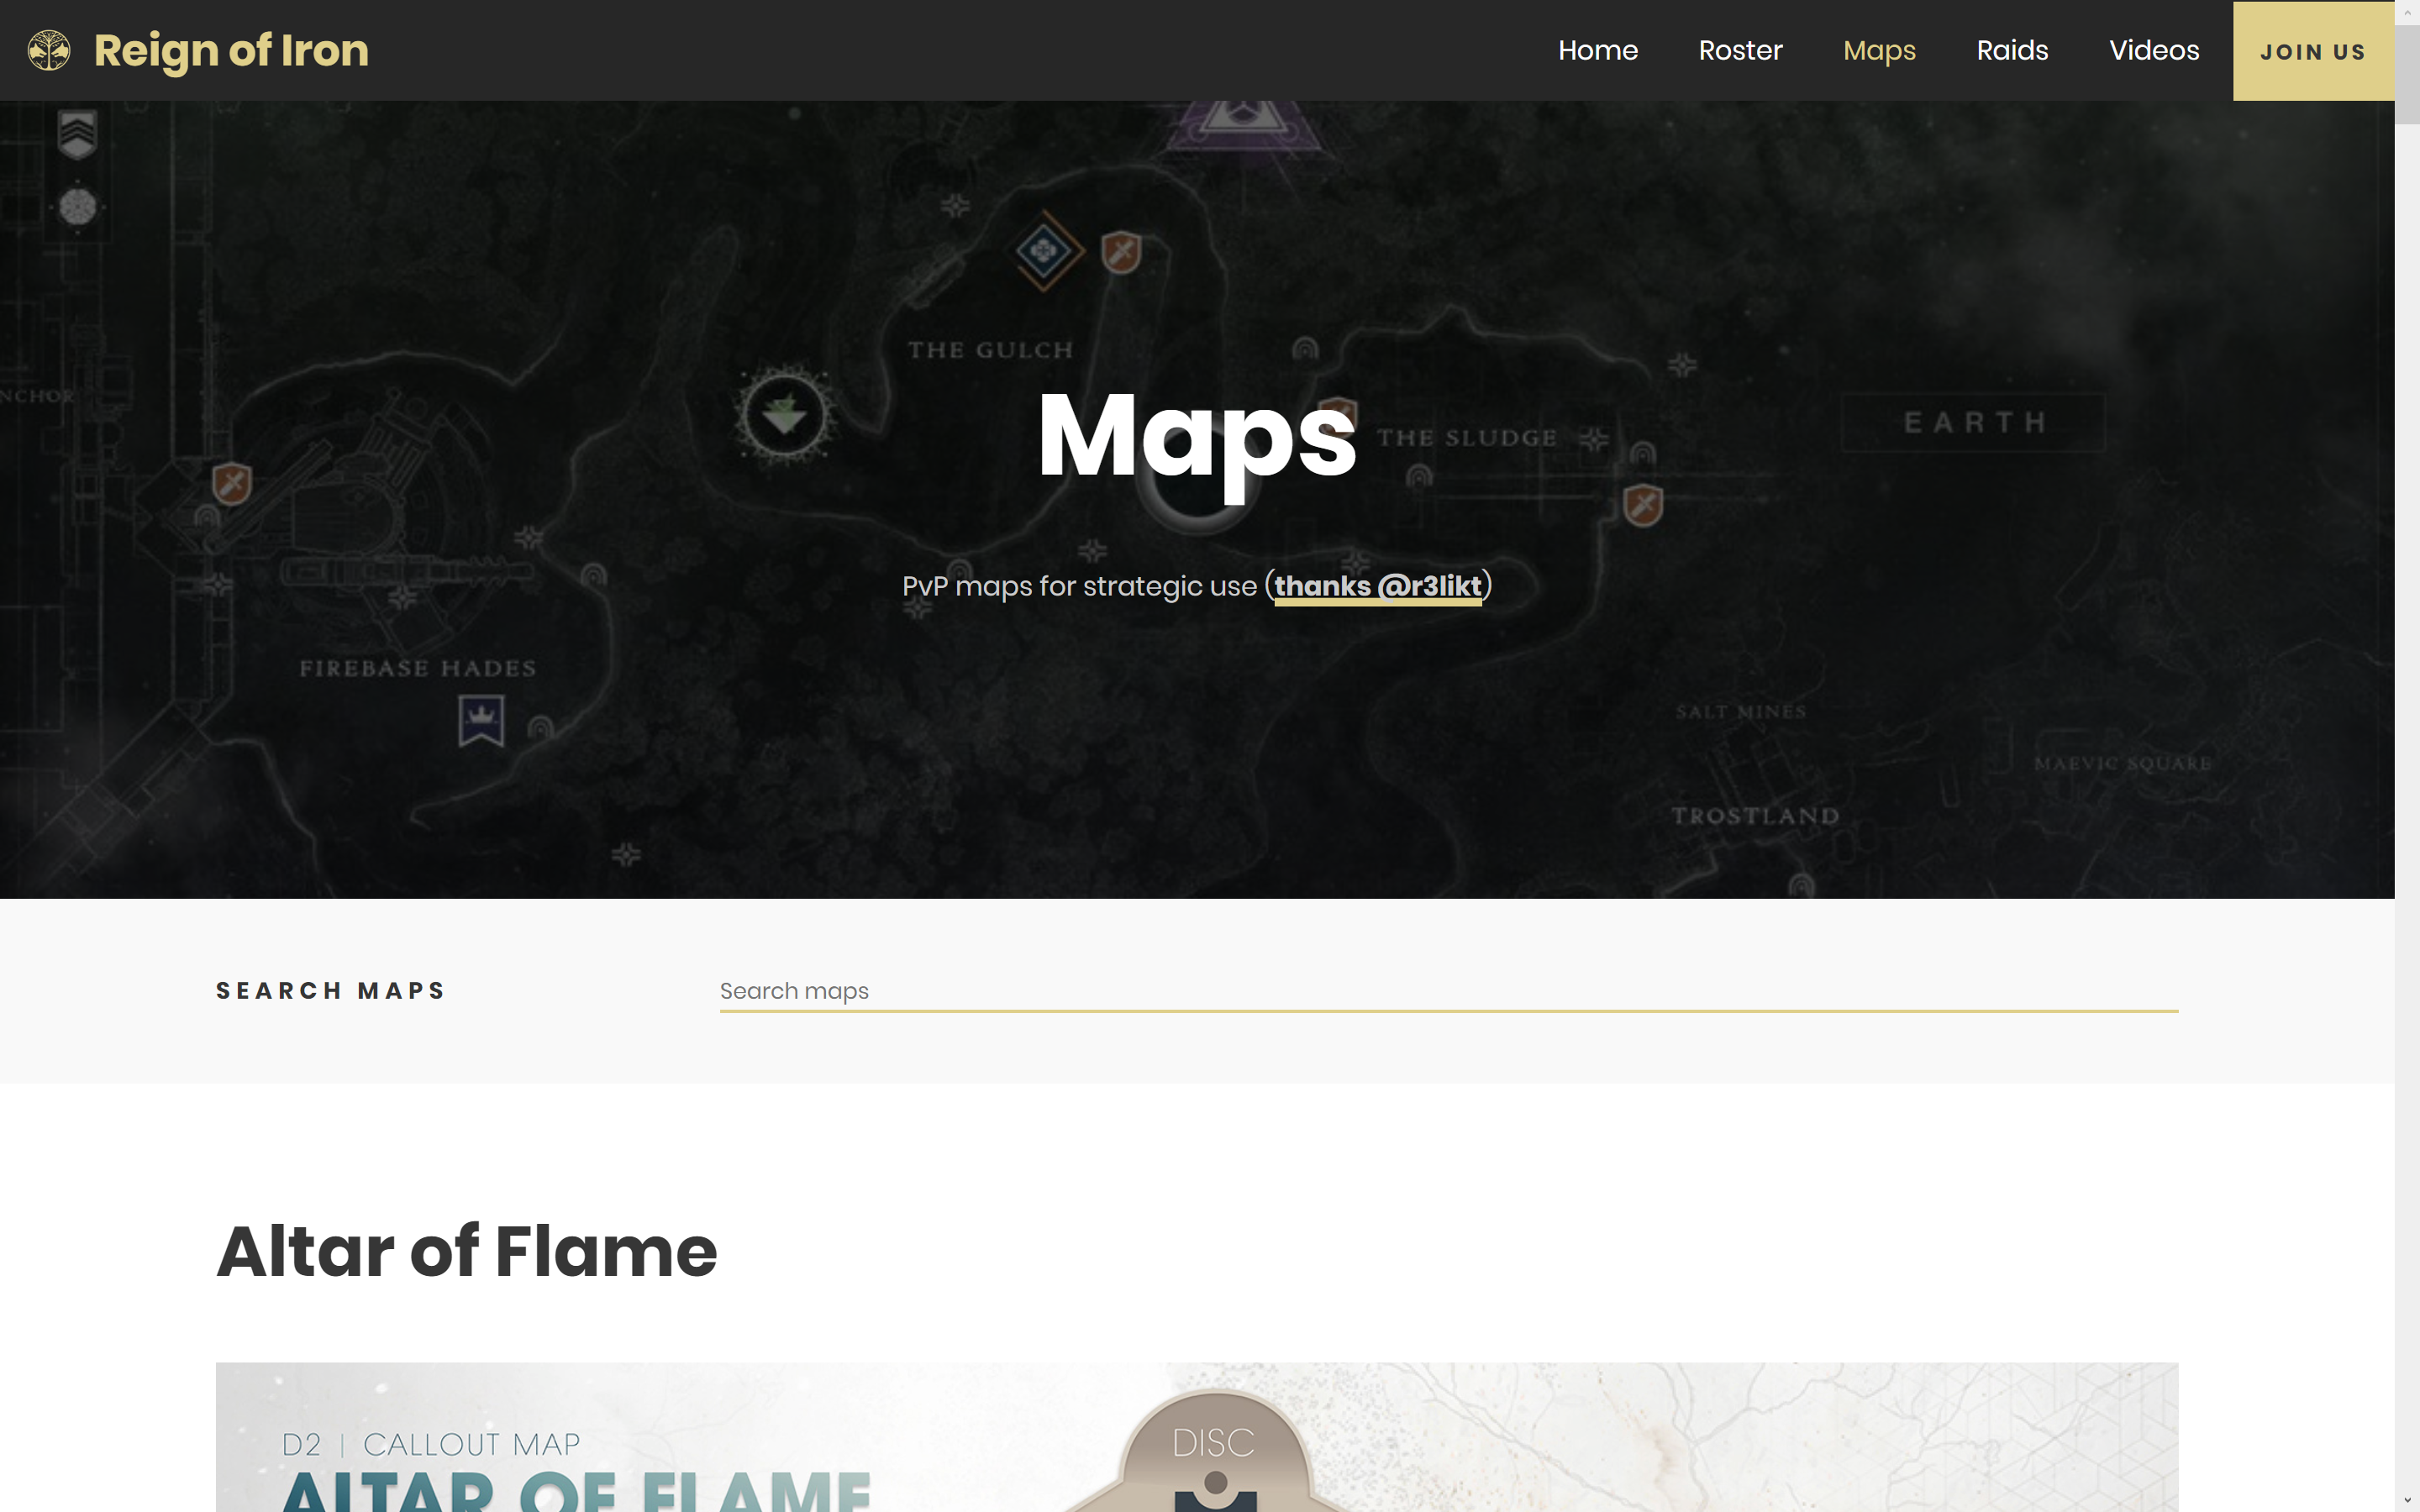 Reign of Iron
Home Roster Maps Raids Videos JOIN US
THE GULCH
NCHOR
Maps
THE SLUDGE
EARTH
PvP maps for strategic use (thanks @r3likt)
FIREBASE HADES
SALT MINES
MAEVIC SQUARE
TROSTLAND
SEARCH MAPS
Search maps
Altar of Flame
D2 | CALLOUT MAP
DISC
ALTAR OF FLAME